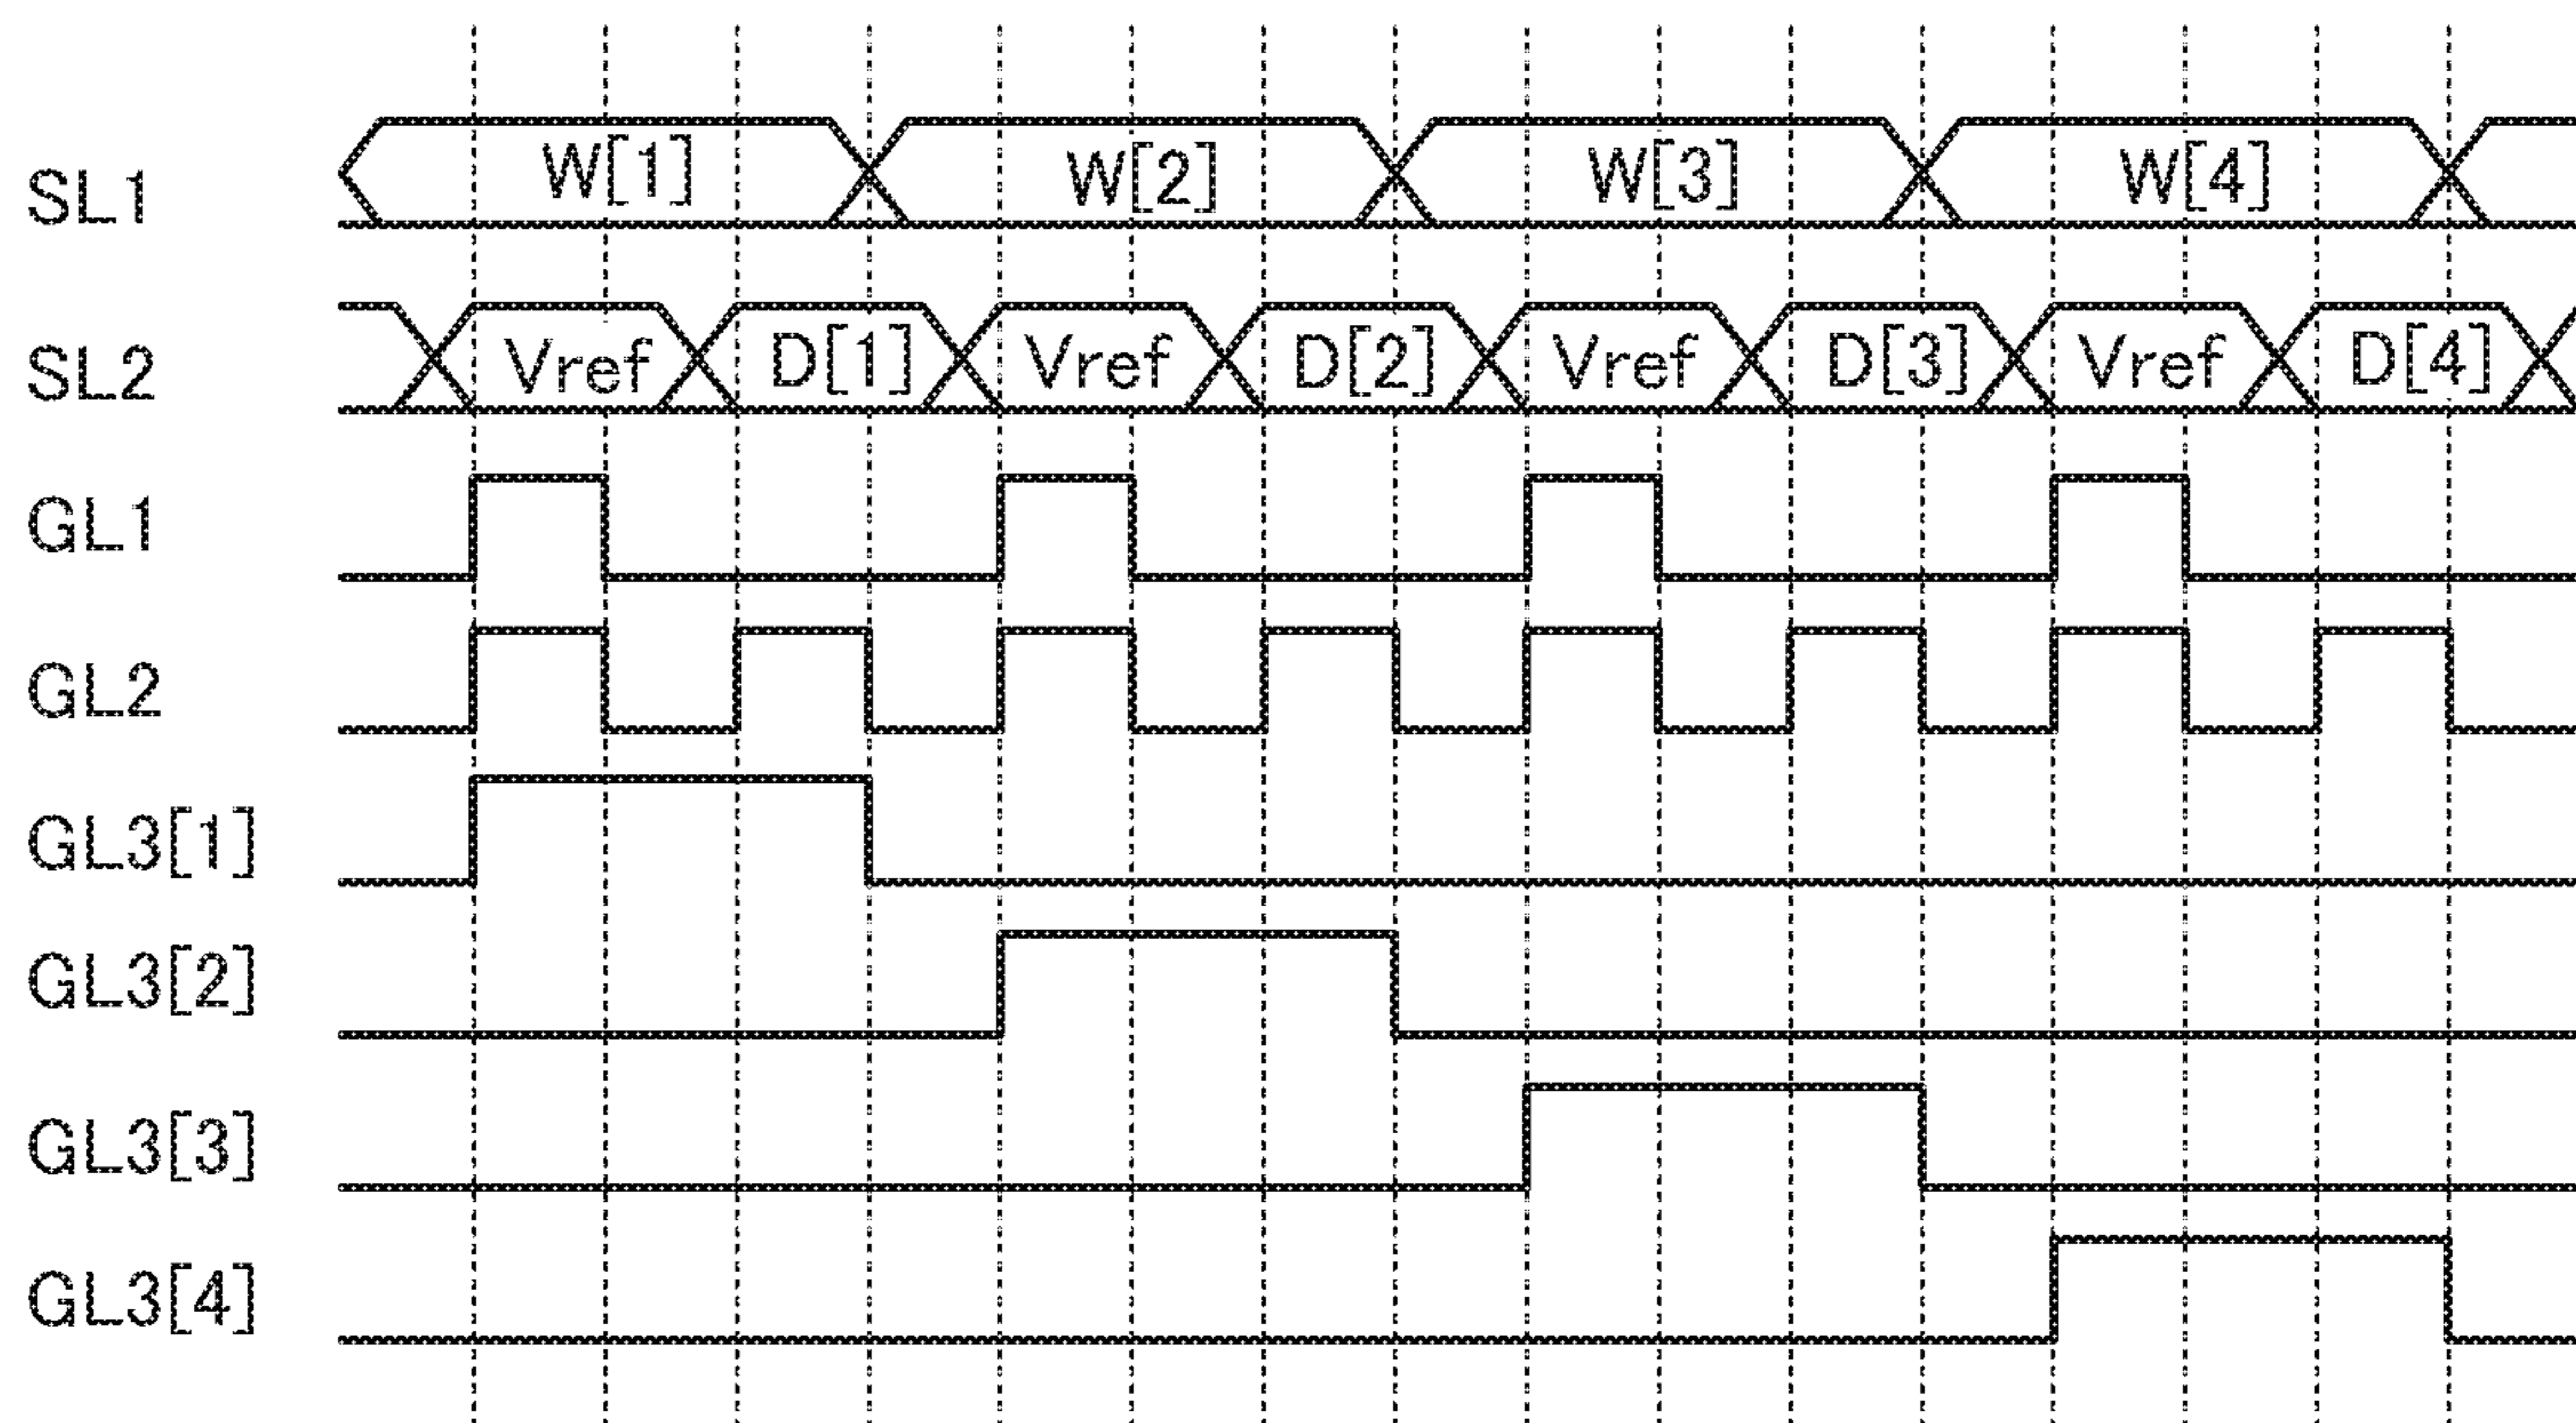 SL1 W[1] W[2] W[3] W[4]
SL2 Vref D[1] Vref D[2] Vref D[3] Vref D[4]
GL1
GL2
GL3[1]
GL3[2]
GL3[3]
GL3[4]